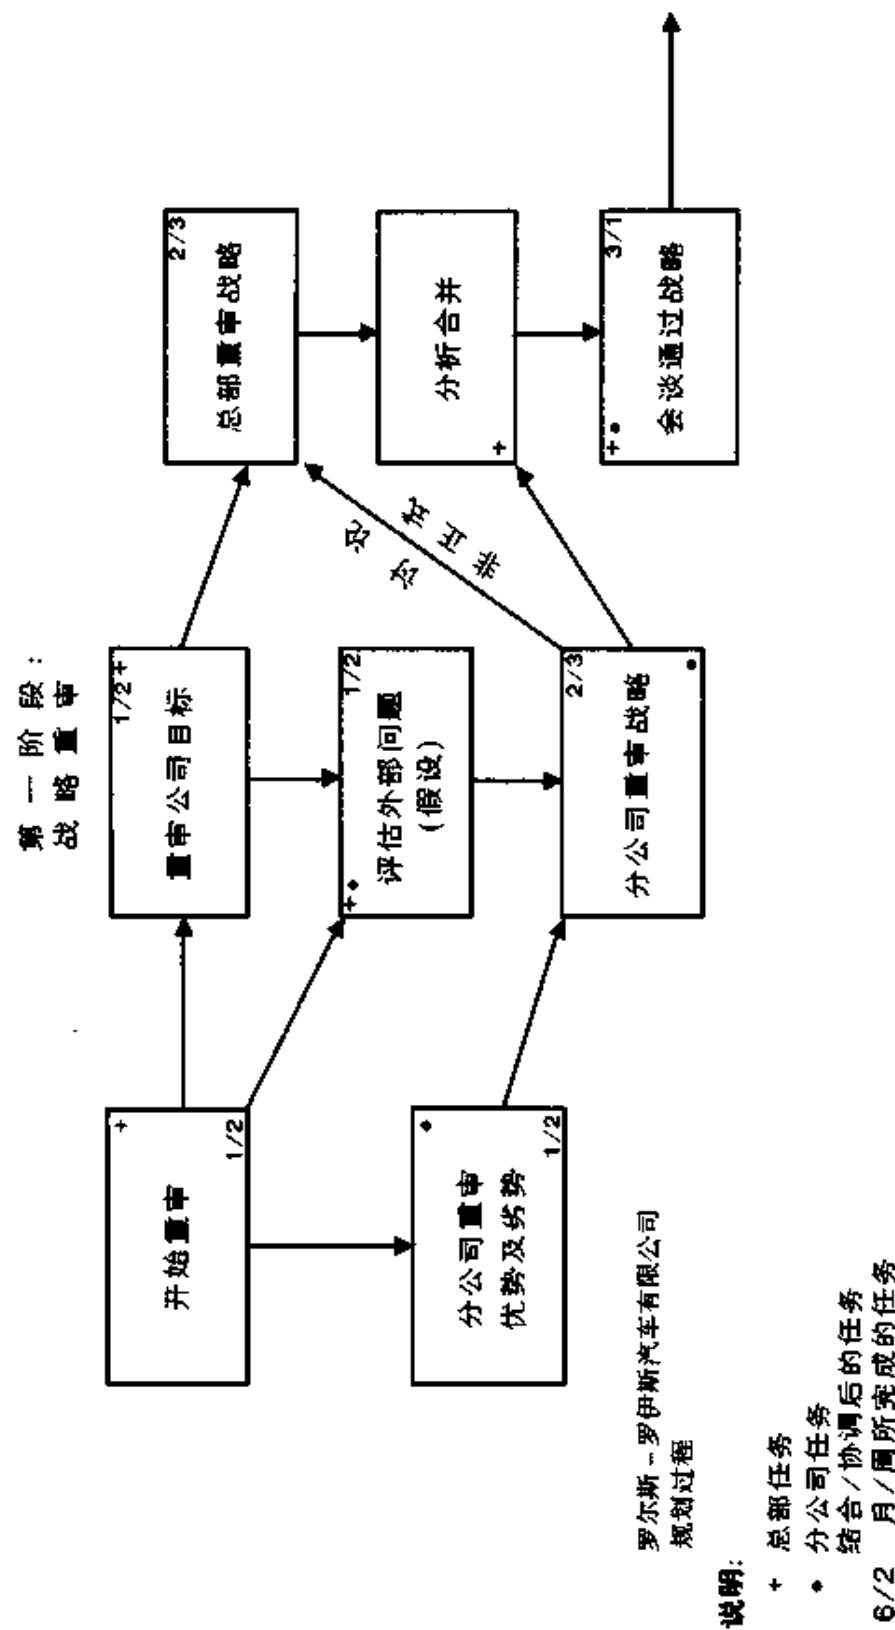 第一阶段：
战略重审
+
开始重审
1/2
1/2 +
重审公司目标
2/3
总部重审战略
+ •
1/2
评估外部问题
(假设)
+
分析合并
•
分公司重审
优势及劣势
1/2
2/3
分公司重审战略
•
+ •
3/1
会谈通过战略
非正式
罗尔斯-罗伊斯汽车有限公司
规划过程
说明:
+ 总部任务
• 分公司任务
结合/协调后的任务
6/2 月/周所完成的任务